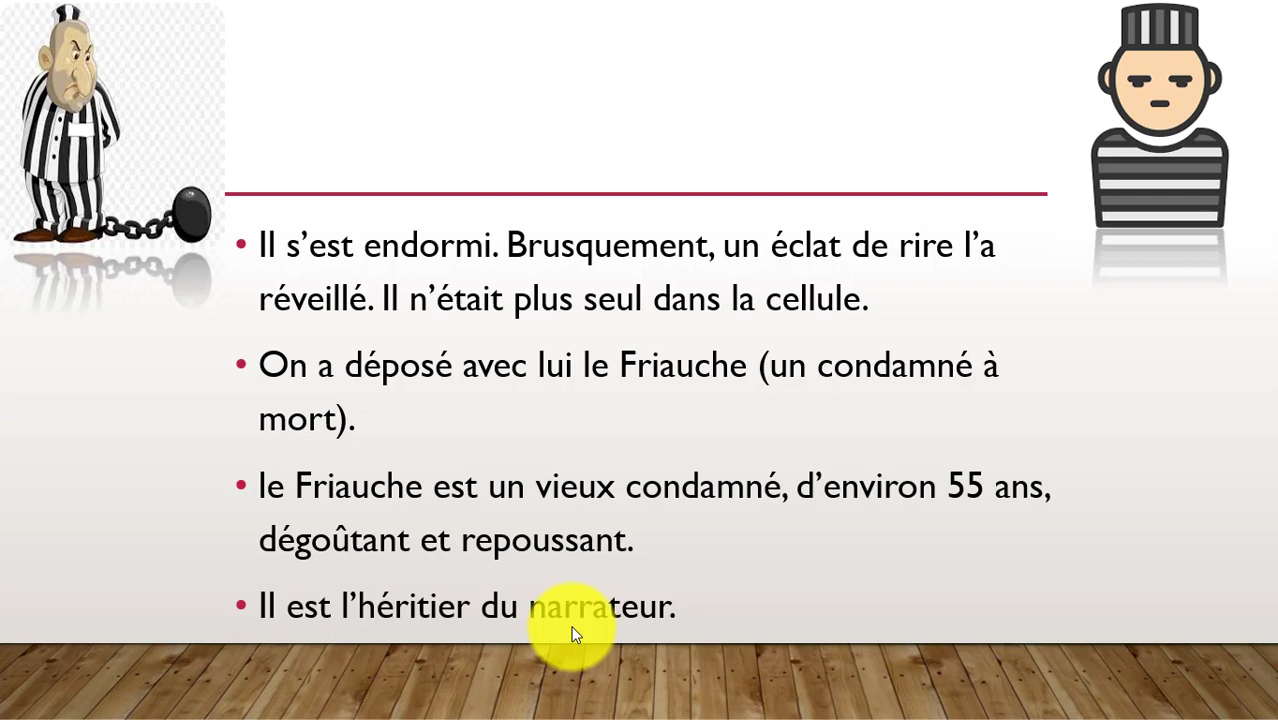 • Il s’est endormi. Brusquement, un éclat de rire l’a
réveillé. Il n’était plus seul dans la cellule.
• On a déposé avec lui le Friauche (un condamné à
mort).
• le Friauche est un vieux condamné, d’environ 55 ans,
dégoûtant et repoussant.
• Il est l’héritier du narrateur.